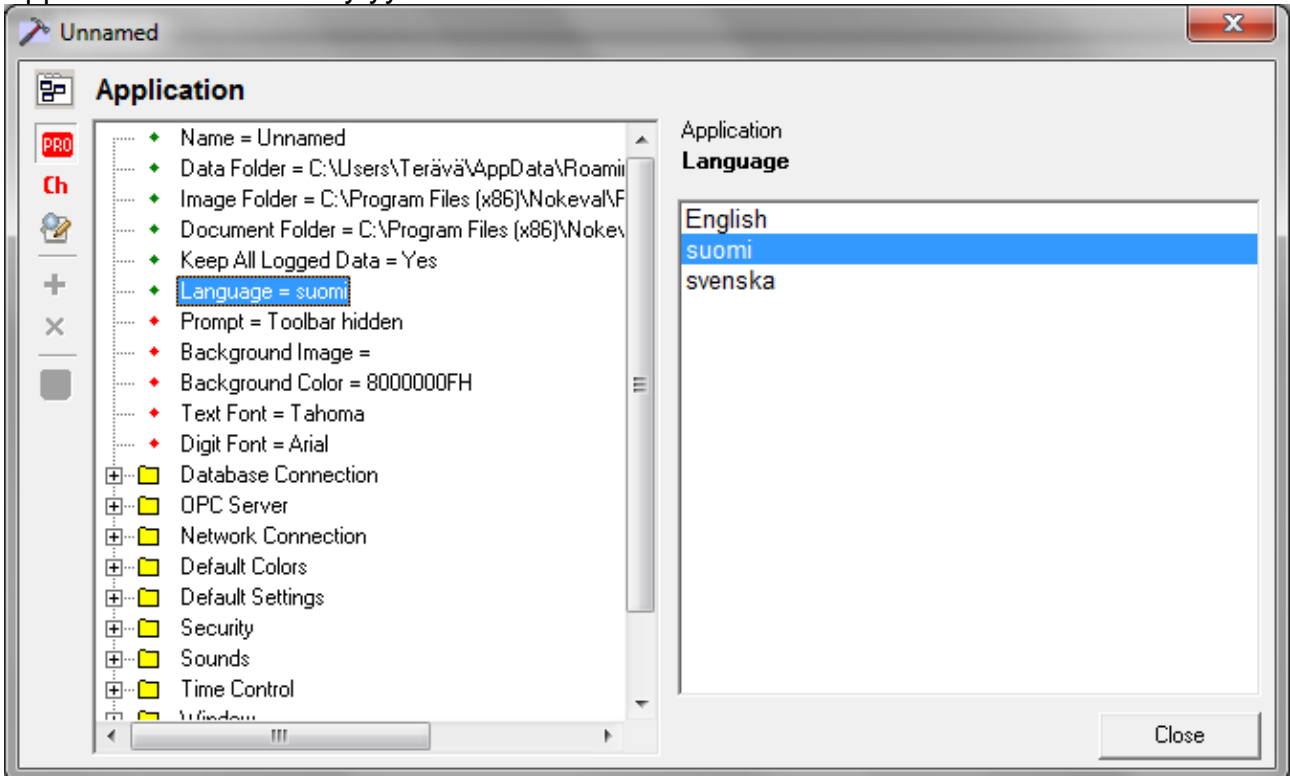 Unnamed
Application
PRO
Ch
Name = Unnamed
Data Folder = C:\Users\Terävä\AppData\Roamin
Image Folder = C:\Program Files (x86)\Nokeval\F
Document Folder = C:\Program Files (x86)\Nokev
Keep All Logged Data = Yes
Language = suomi
Prompt = Toolbar hidden
Background Image =
Background Color = 8000000FH
Text Font = Tahoma
Digit Font = Arial
Database Connection
OPC Server
Network Connection
Default Colors
Default Settings
Security
Sounds
Time Control
Window
Application
Language
English
suomi
svenska
Close